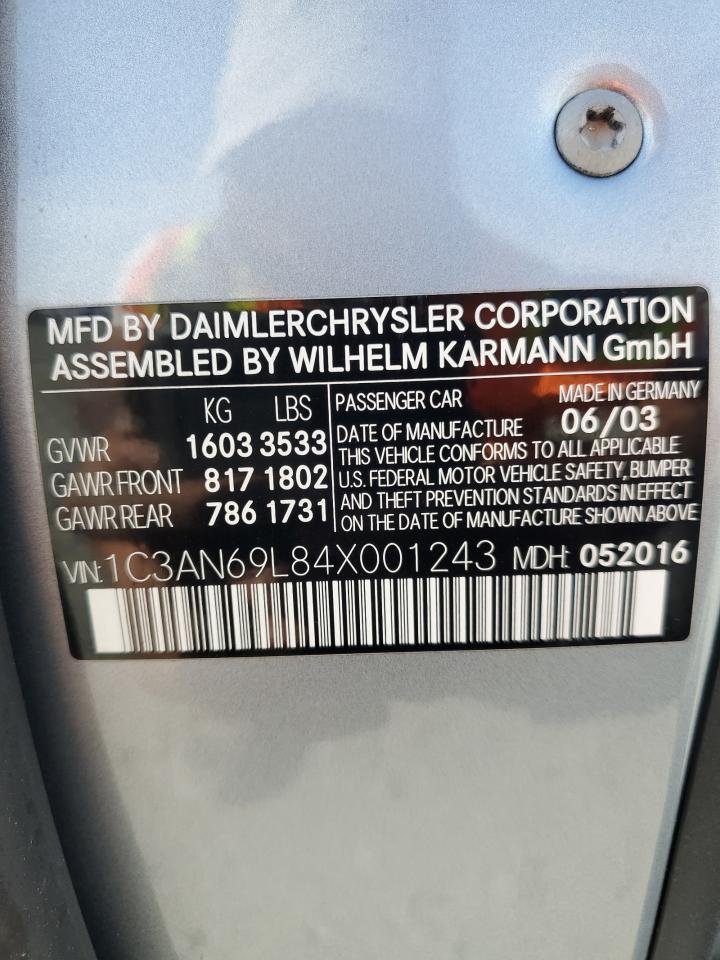 MFD BY DAIMLERCHRYSLER CORPORATION
ASSEMBLED BY WILHELM KARMANN GmbH
KG LBS
GVWR 1603 3533
GAWR FRONT 817 1802
GAWR REAR 786 1731
PASSENGER CAR MADE IN GERMANY
DATE OF MANUFACTURE 06/03
THIS VEHICLE CONFORMS TO ALL APPLICABLE
U.S. FEDERAL MOTOR VEHICLE SAFETY, BUMPER
AND THEFT PREVENTION STANDARDS IN EFFECT
ON THE DATE OF MANUFACTURE SHOWN ABOVE
VIN: 1C3AN69L84X001243 MDH: 052016